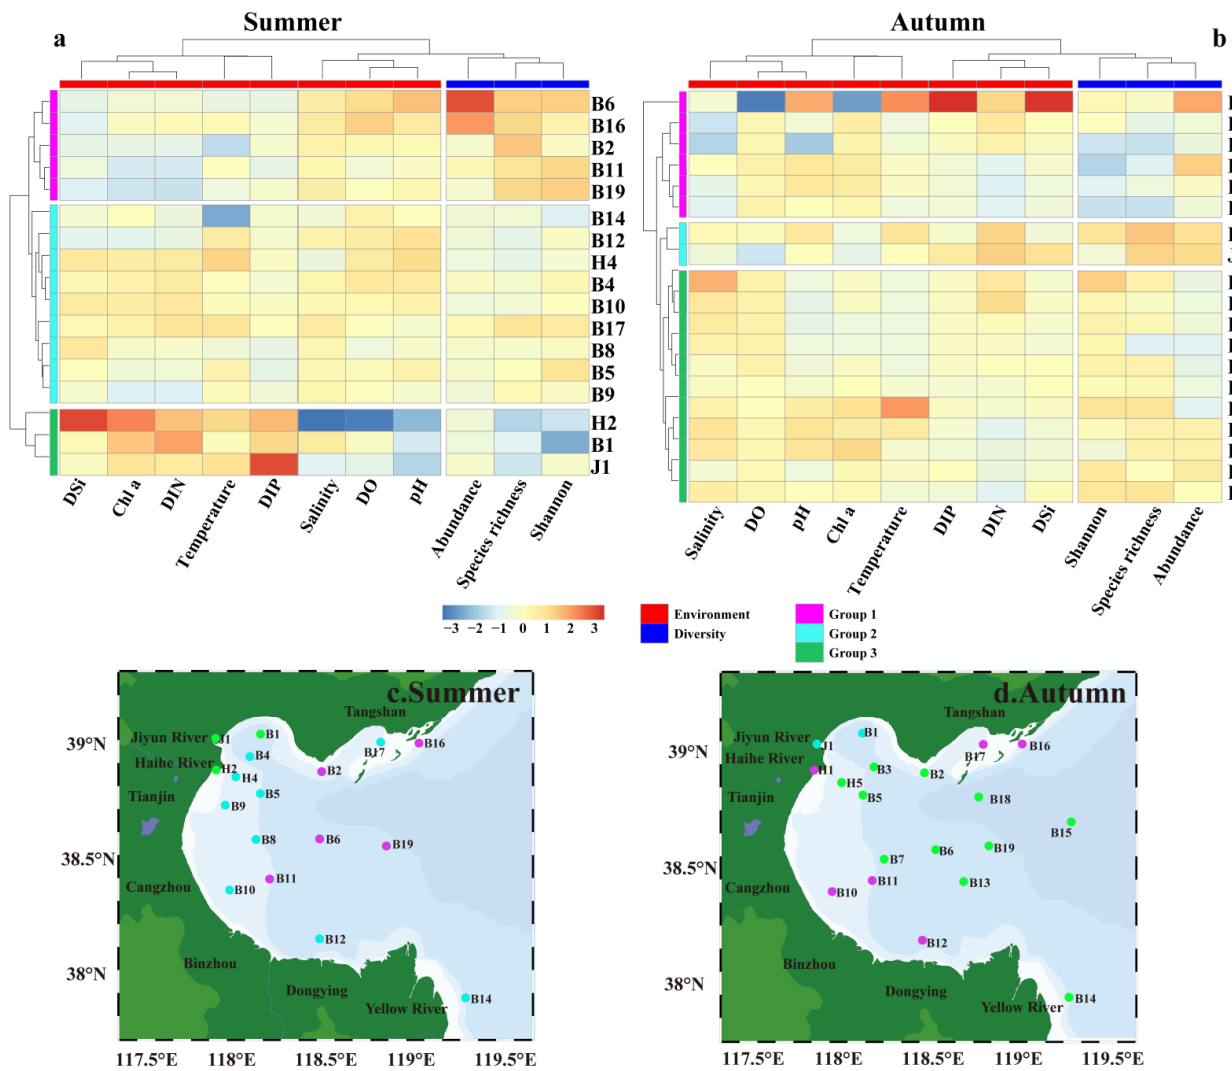 Summer
Autumn
a
b
B6
B16
B2
B11
B19
B14
B12
H4
B4
B10
B17
B8
B5
B9
H2
B1
J1
DSi
Chl a
DIN
Temperature
DIP
Salinity
DO
pH
Abundance
Species richness
Shannon
Salinity
DO
pH
Chl a
Temperature
DIP
DIN
DSi
Shannon
Species richness
Abundance
−3 −2 −1 0 1 2 3
Environment
Diversity
Group 1
Group 2
Group 3
c.Summer
Tangshan
Jiyun River
J1
B1
B17
B16
Haihe River
H2
B4
H4
B2
Tianjin
B5
B9
B8
B6
B19
B11
Cangzhou
B10
B12
Binzhou
Dongying
Yellow River
B14
39°N
38.5°N
38°N
117.5°E 118°E 118.5°E 119°E 119.5°E
d.Autumn
Tangshan
Jiyun River
J1
B1
B17
B16
Haihe River
H1
B3
B2
H5
Tianjin
B5
B18
B15
B7
B6
B19
B11
B13
Cangzhou
B10
B12
Binzhou
Dongying
Yellow River
B14
39°N
38.5°N
38°N
117.5°E 118°E 118.5°E 119°E 119.5°E